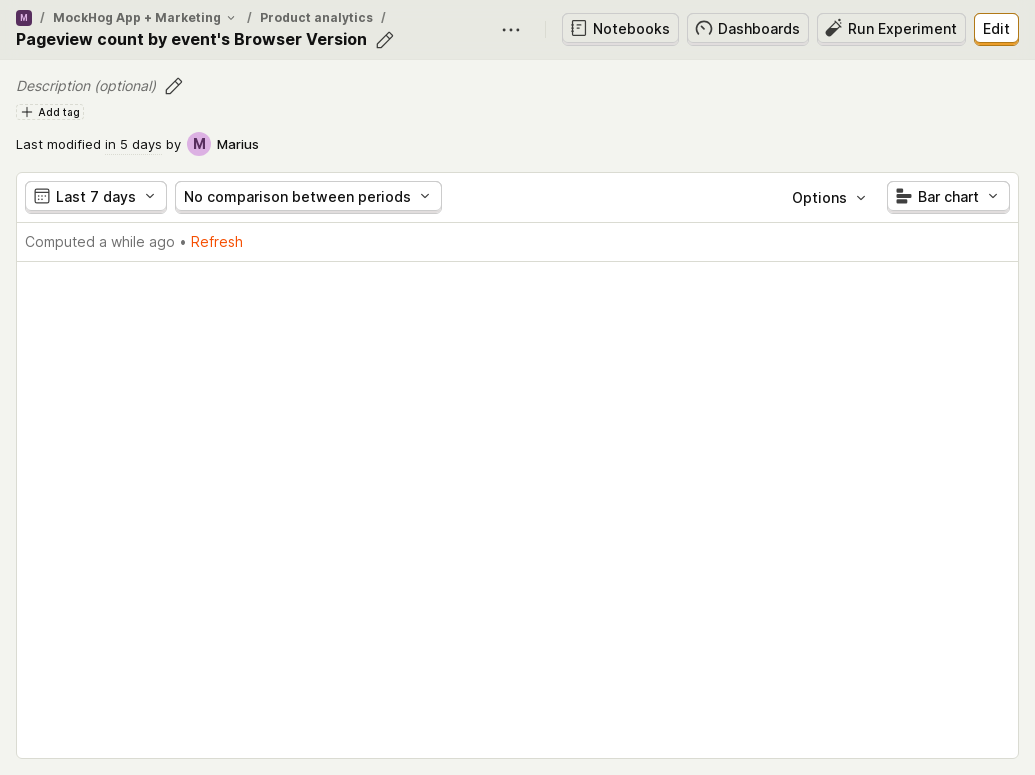 M / MockHog App + Marketing / Product analytics /
Pageview count by event's Browser Version
Notebooks
Dashboards
Run Experiment
Edit
Description (optional)
Add tag
Last modified in 5 days by M Marius
Last 7 days
No comparison between periods
Options
Bar chart
Computed a while ago • Refresh